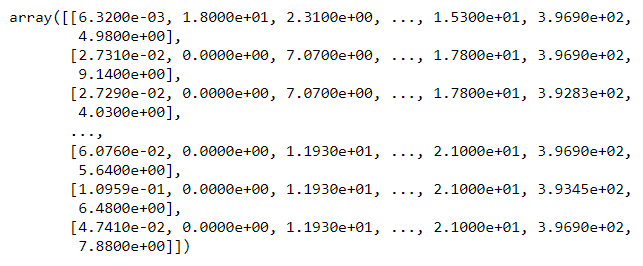 array([[6.3200e-03, 1.8000e+01, 2.3100e+00, ..., 1.5300e+01, 3.9690e+02,
4.9800e+00],
[2.7310e-02, 0.0000e+00, 7.0700e+00, ..., 1.7800e+01, 3.9690e+02,
9.1400e+00],
[2.7290e-02, 0.0000e+00, 7.0700e+00, ..., 1.7800e+01, 3.9283e+02,
4.0300e+00],
...,
[6.0760e-02, 0.0000e+00, 1.1930e+01, ..., 2.1000e+01, 3.9690e+02,
5.6400e+00],
[1.0959e-01, 0.0000e+00, 1.1930e+01, ..., 2.1000e+01, 3.9345e+02,
6.4800e+00],
[4.7410e-02, 0.0000e+00, 1.1930e+01, ..., 2.1000e+01, 3.9690e+02,
7.8800e+00]])